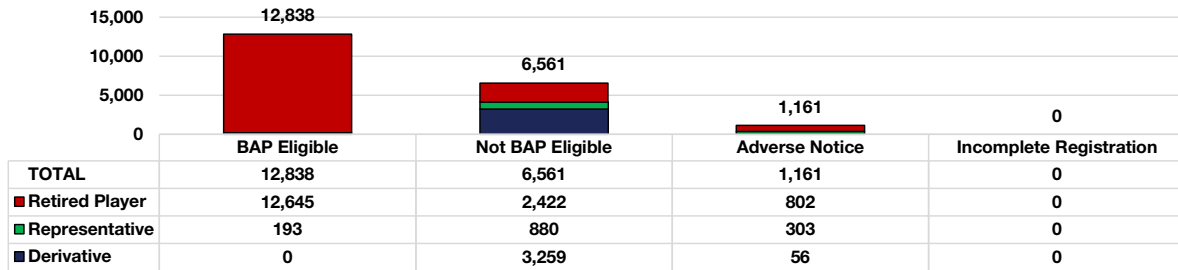 15,000
10,000
5,000
0
12,838
6,561
1,161
0
BAP Eligible Not BAP Eligible Adverse Notice Incomplete Registration
TOTAL 12,838 6,561 1,161 0
Retired Player 12,645 2,422 802 0
Representative 193 880 303 0
Derivative 0 3,259 56 0